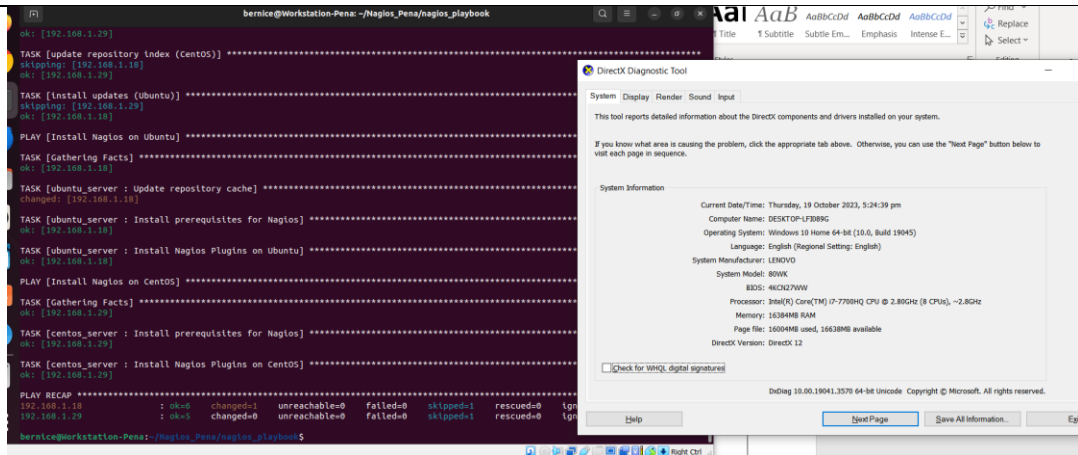 bernice@Workstation-Pena: ~/Nagios_Pena/nagios_playbook
ok: [192.168.1.29]
TASK [update repository index (CentOS)] ****************************************************************************
skipping: [192.168.1.18]
ok: [192.168.1.29]
TASK [install updates (Ubuntu)] ****************************************************************
skipping: [192.168.1.29]
ok: [192.168.1.18]
PLAY [Install Nagios on Ubuntu] ****************************************************************
TASK [Gathering Facts] *************************************************************************
ok: [192.168.1.18]
TASK [ubuntu_server : Update repository cache] *************************************************
changed: [192.168.1.18]
TASK [ubuntu_server : Install prerequisites for Nagios] ****************************************
ok: [192.168.1.18]
TASK [ubuntu_server : Install Nagios Plugins on Ubuntu] ****************************************
ok: [192.168.1.18]
PLAY [Install Nagios on CentOS] ****************************************************************
TASK [Gathering Facts] *************************************************************************
ok: [192.168.1.29]
TASK [centos_server : Install prerequisites for Nagios] ****************************************
ok: [192.168.1.29]
TASK [centos_server : Install Nagios Plugins on CentOS] ****************************************
ok: [192.168.1.29]
PLAY RECAP *************************************************************************************
192.168.1.18 : ok=6 changed=1 unreachable=0 failed=0 skipped=1 rescued=0 ign
192.168.1.29 : ok=5 changed=0 unreachable=0 failed=0 skipped=1 rescued=0 ign
bernice@Workstation-Pena:~/Nagios_Pena/nagios_playbook$
Right Ctrl
AaB AaBbCcDd AaBbCcDd AaBbCcDd
Title ¶ Subtitle Subtle Em... Emphasis Intense E...
Replace
Select
DirectX Diagnostic Tool
System Display Render Sound Input
This tool reports detailed information about the DirectX components and drivers installed on your system.
If you know what area is causing the problem, click the appropriate tab above. Otherwise, you can use the "Next Page" button below to
visit each page in sequence.
System Information
Current Date/Time: Thursday, 19 October 2023, 5:24:39 pm
Computer Name: DESKTOP-LFJ089G
Operating System: Windows 10 Home 64-bit (10.0, Build 19045)
Language: English (Regional Setting: English)
System Manufacturer: LENOVO
System Model: 80WK
BIOS: 4KCN27WW
Processor: Intel(R) Core(TM) i7-7700HQ CPU @ 2.80GHz (8 CPUs), ~2.8GHz
Memory: 16384MB RAM
Page file: 16004MB used, 16638MB available
DirectX Version: DirectX 12
Check for WHQL digital signatures
DxDiag 10.00.19041.3570 64-bit Unicode Copyright © Microsoft. All rights reserved.
Help Next Page Save All Information... Ex